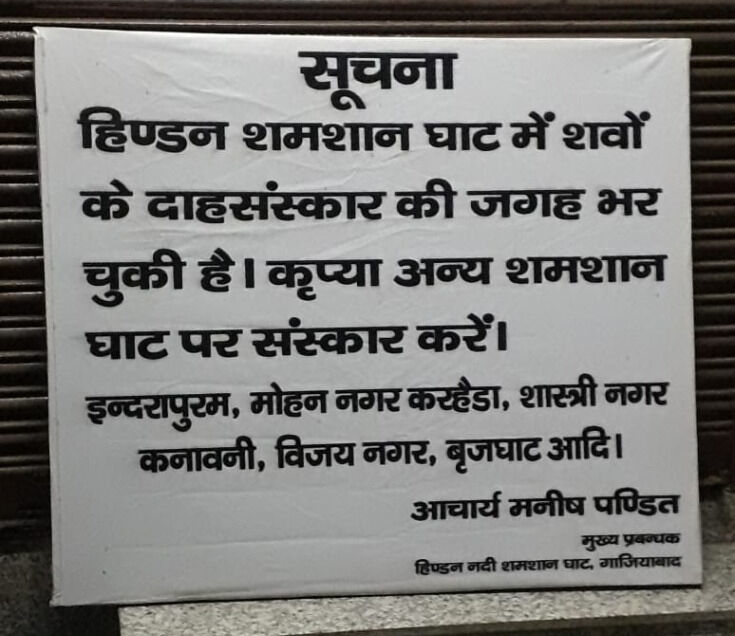 सूचना
हिण्डन शमशान घाट में शवों
के दाहसंस्कार की जगह भर
चुकी है। कृप्या अन्य शमशान
घाट पर संस्कार करें।
इन्दरापुरम, मोहन नगर करहैडा, शास्त्री नगर
कनावनी, विजय नगर, बृजघाट आदि।
आचार्य मनीष पण्डित
मुख्य प्रबन्धक
हिण्डन नदी शमशान घाट, गाजियाबाद